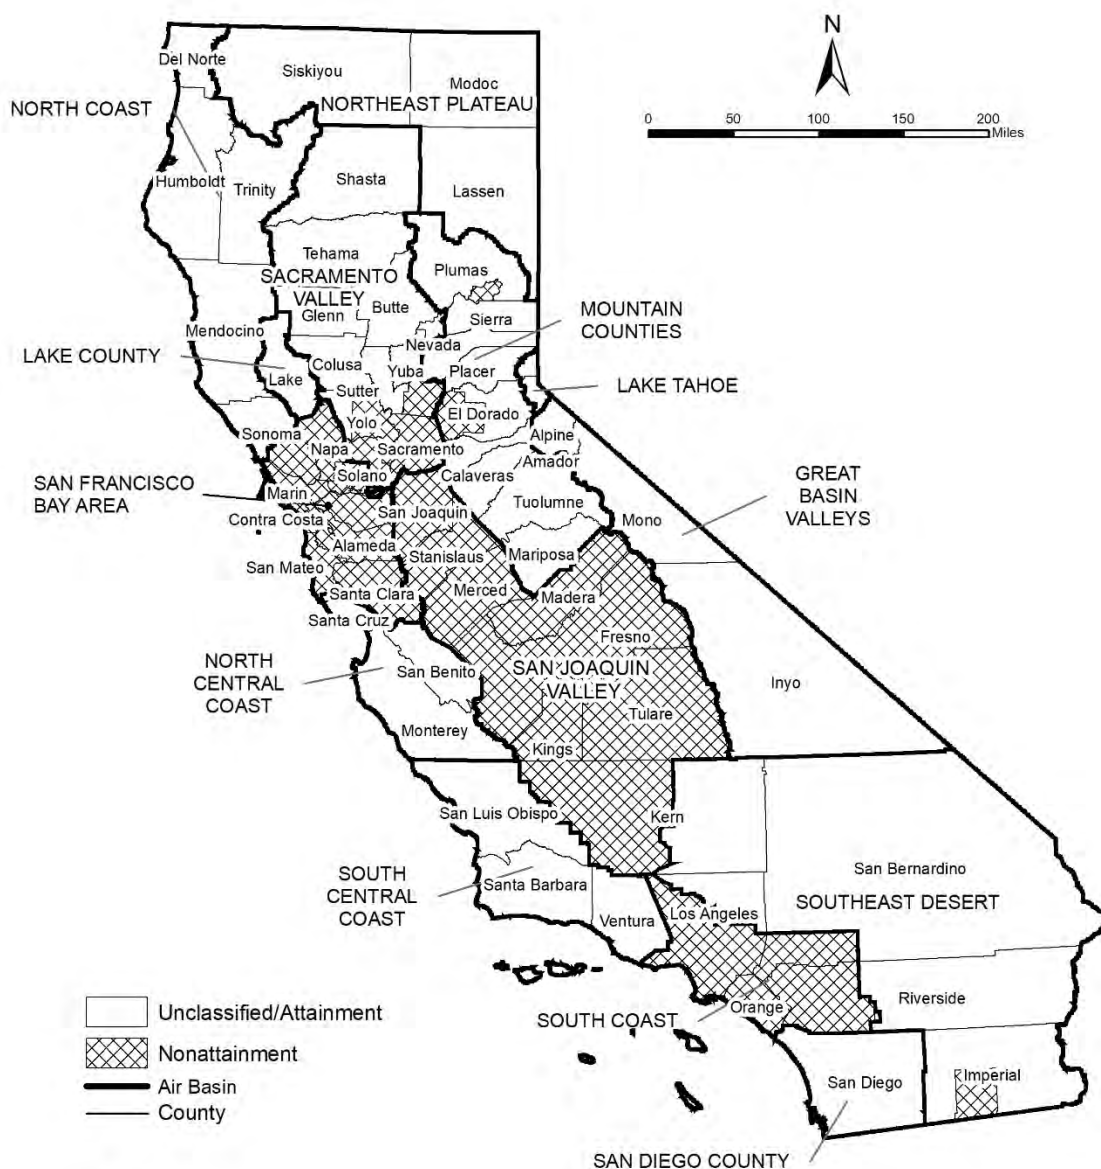 N
Del Norte
Siskiyou
Modoc
NORTH COAST
NORTHEAST PLATEAU
0
50
100
150
200
Miles
Humboldt
Trinity
Shasta
Lassen
Tehama
Plumas
SACRAMENTO
VALLEY
Butte
Glenn
Sierra
MOUNTAIN
COUNTIES
Mendocino
Nevada
LAKE COUNTY
Colusa
Yuba
Placer
Lake
LAKE TAHOE
Sutter
El Dorado
Yolo
Sonoma
Napa
Sacramento
Alpine
Amador
Solano
Calaveras
SAN FRANCISCO
BAY AREA
Marin
Tuolumne
GREAT
BASIN
VALLEYS
Contra Costa
San Joaquin
Mono
Alameda
Stanislaus
Mariposa
San Mateo
Santa Clara
Merced
Madera
Santa Cruz
Fresno
NORTH
CENTRAL
COAST
San Benito
SAN JOAQUIN
VALLEY
Inyo
Tulare
Monterey
Kings
San Luis Obispo
Kern
SOUTH
CENTRAL
COAST
Santa Barbara
San Bernardino
SOUTHEAST DESERT
Ventura
Los Angeles
Riverside
Orange
SOUTH COAST
Imperial
San Diego
SAN DIEGO COUNTY
Unclassified/Attainment
Nonattainment
Air Basin
County